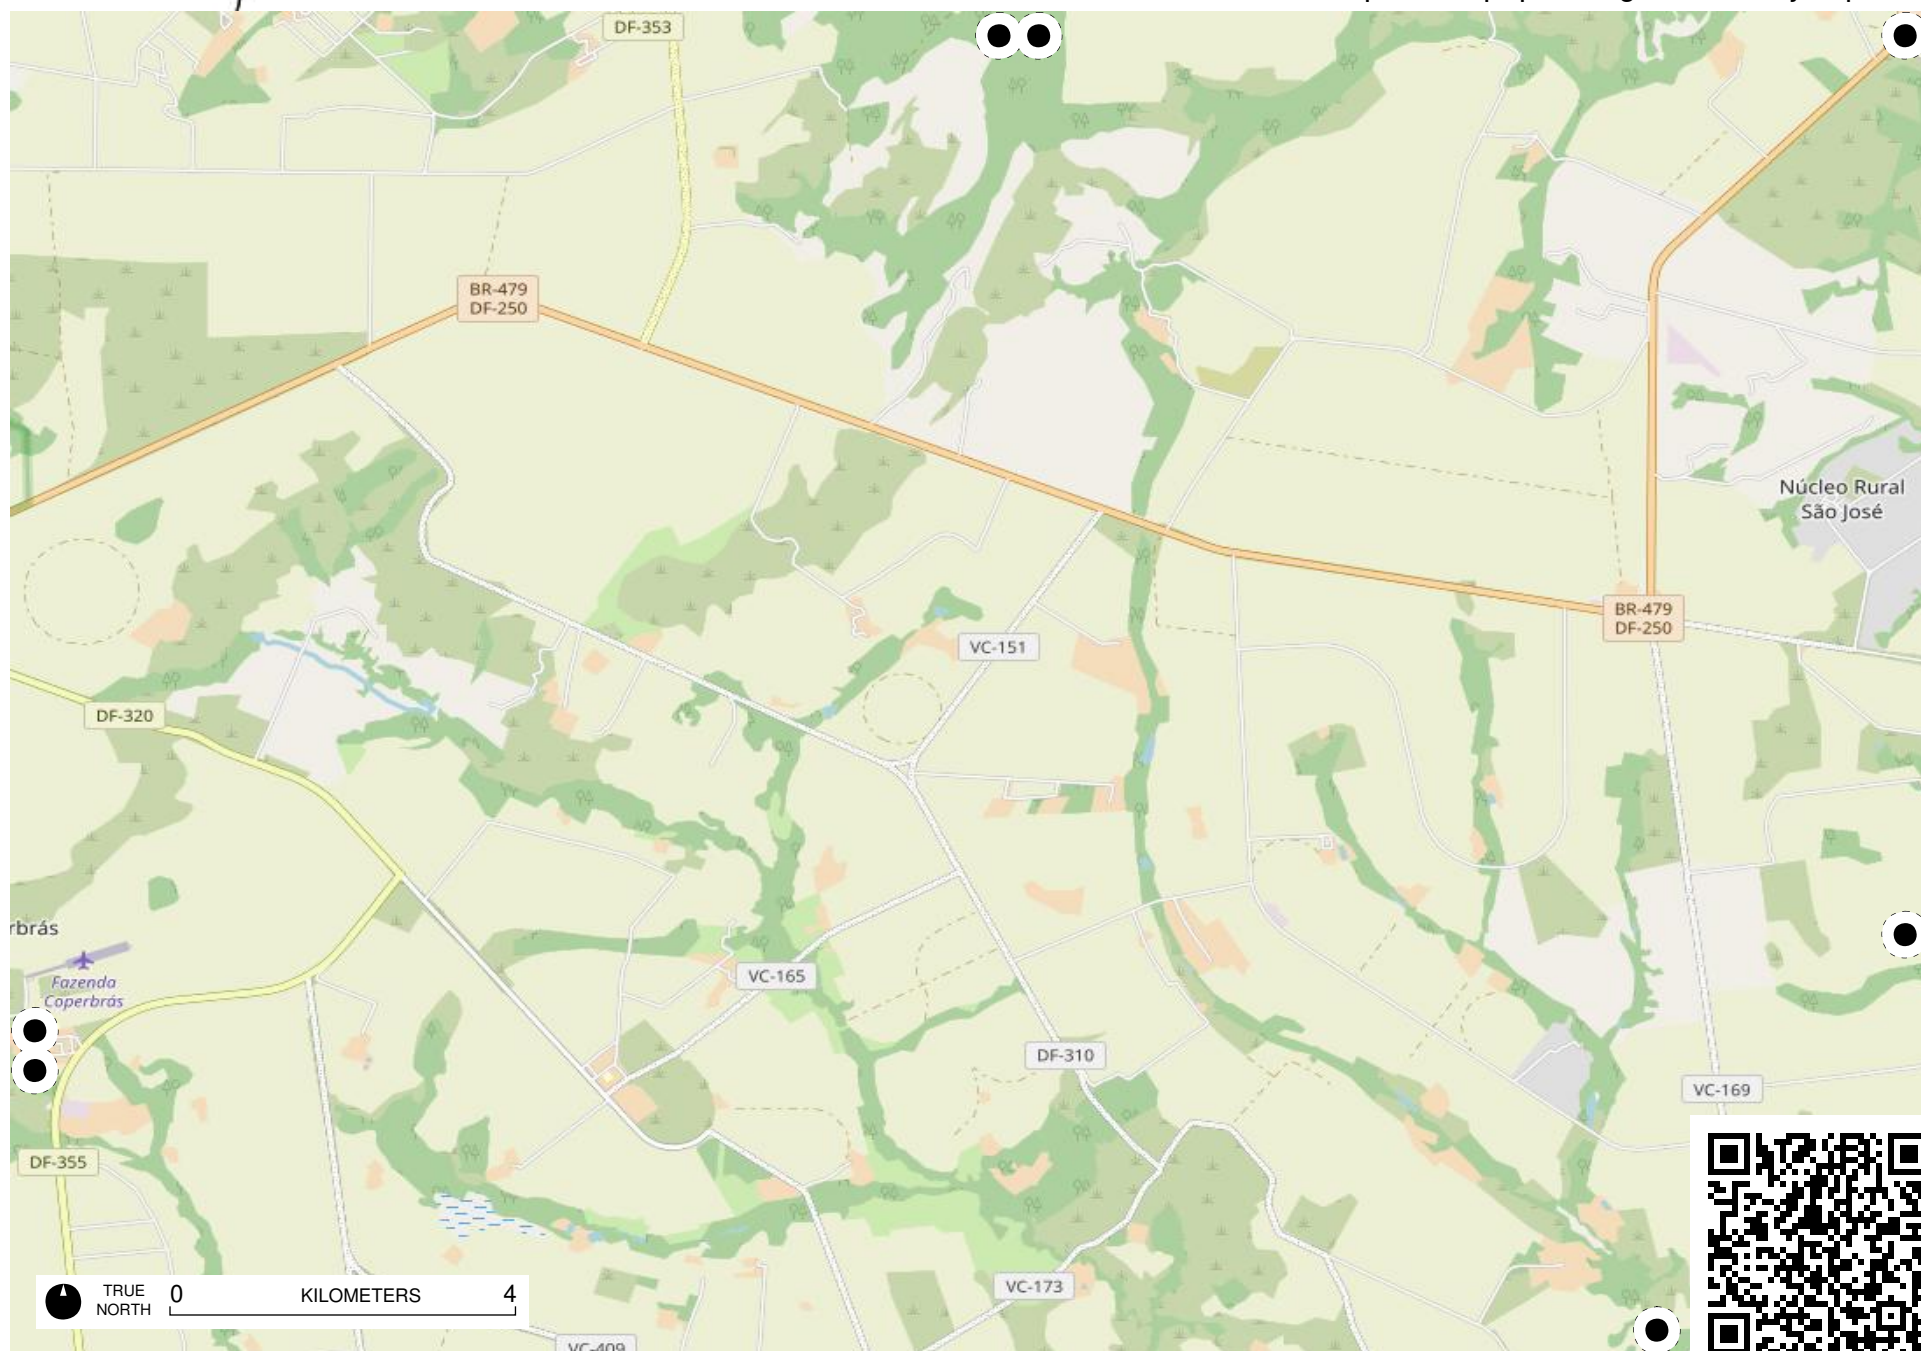 DF-353
BR-479
DF-250
Núcleo Rural
São José
BR-479
DF-250
VC-151
DF-320
rbrás
Fazenda
Coperbrás
VC-165
DF-310
VC-169
DF-355
VC-173
TRUE
NORTH
0 KILOMETERS 4
VC-409